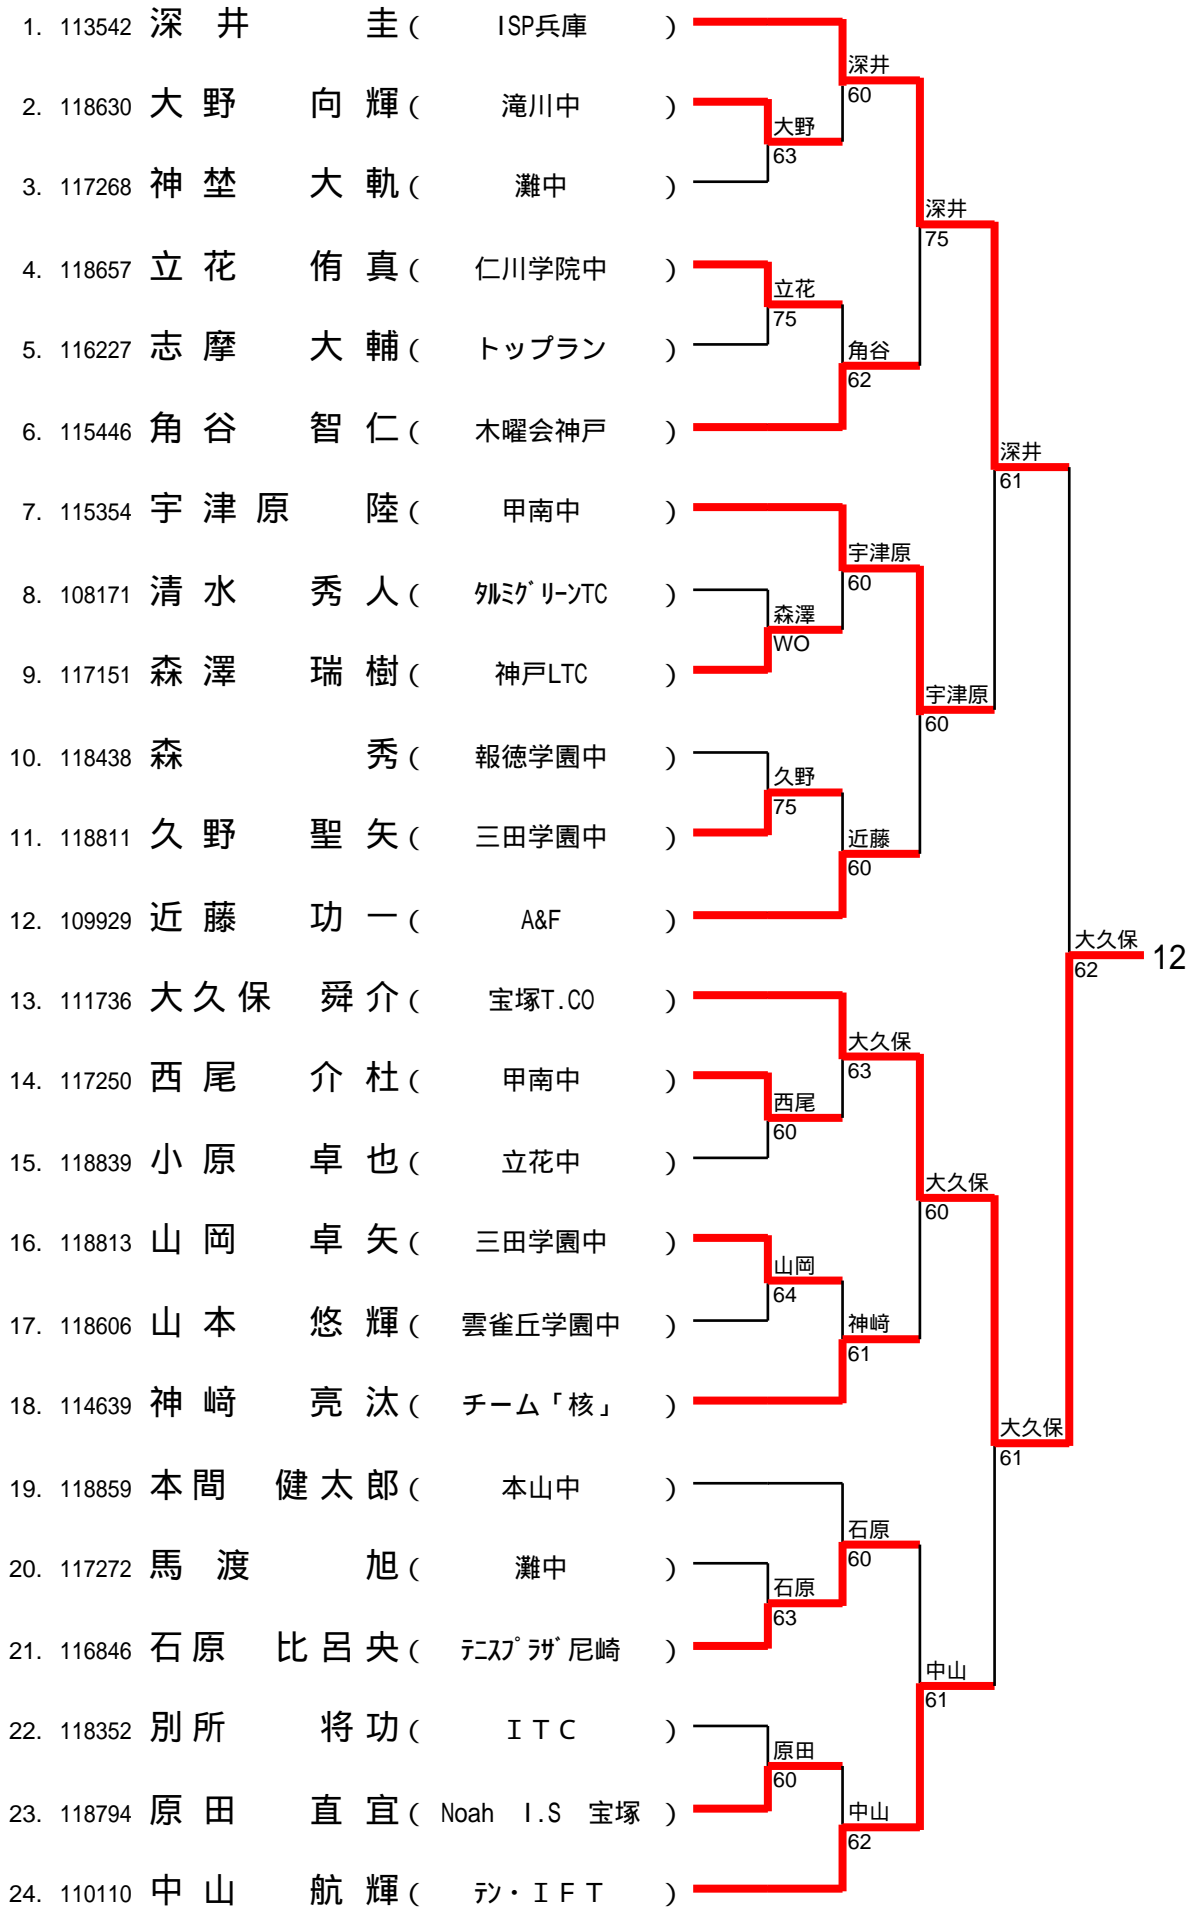 1. 113542 深井 圭 ( ISP兵庫 )
深井
60
2. 118630 大野 向輝 ( 滝川中 )
大野
63
3. 117268 神埜 大軌 ( 灘中 )
深井
75
4. 118657 立花 侑真 ( 仁川学院中 )
立花
75
5. 116227 志摩 大輔 ( トップラン )
角谷
62
6. 115446 角谷 智仁 ( 木曜会神戸 )
深井
61
7. 115354 宇津原 陸 ( 甲南中 )
宇津原
60
8. 108171 清水 秀人 ( ﾀﾙﾐｸﾞﾘｰﾝTC )
森澤
WO
9. 117151 森澤 瑞樹 ( 神戸LTC )
宇津原
60
10. 118438 森 秀 ( 報徳学園中 )
久野
75
11. 118811 久野 聖矢 ( 三田学園中 )
近藤
60
12. 109929 近藤 功一 ( A&F )
大久保
62
12
13. 111736 大久保 舜介 ( 宝塚T.CO )
大久保
63
14. 117250 西尾 介杜 ( 甲南中 )
西尾
60
15. 118839 小原 卓也 ( 立花中 )
大久保
60
16. 118813 山岡 卓矢 ( 三田学園中 )
山岡
64
17. 118606 山本 悠輝 ( 雲雀丘学園中 )
神﨑
61
18. 114639 神﨑 亮汰 ( チーム「核」 )
大久保
61
19. 118859 本間 健太郎 ( 本山中 )
石原
60
20. 117272 馬渡 旭 ( 灘中 )
石原
63
21. 116846 石原 比呂央 ( ﾃﾆｽﾌﾟﾗｻﾞ尼崎 )
中山
61
22. 118352 別所 将功 ( ＩＴＣ )
原田
60
23. 118794 原田 直宜 ( Noah I.S 宝塚 )
中山
62
24. 110110 中山 航輝 ( ﾃﾝ・ＩＦＴ )